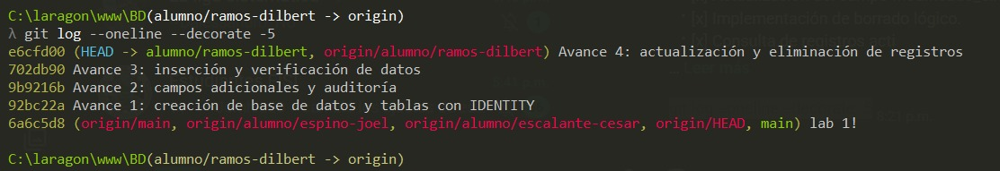 C:\laragon\www\BD(alumno/ramos-dilbert -> origin)
λ git log --oneline --decorate -5
e6cfd00 (HEAD -> alumno/ramos-dilbert, origin/alumno/ramos-dilbert) Avance 4: actualización y eliminación de registros
702db90 Avance 3: inserción y verificación de datos
9b9216b Avance 2: campos adicionales y auditoría
92bc22a Avance 1: creación de base de datos y tablas con IDENTITY
6a6c5d8 (origin/main, origin/alumno/espino-joel, origin/alumno/escalante-cesar, origin/HEAD, main) lab 1!
C:\laragon\www\BD(alumno/ramos-dilbert -> origin)